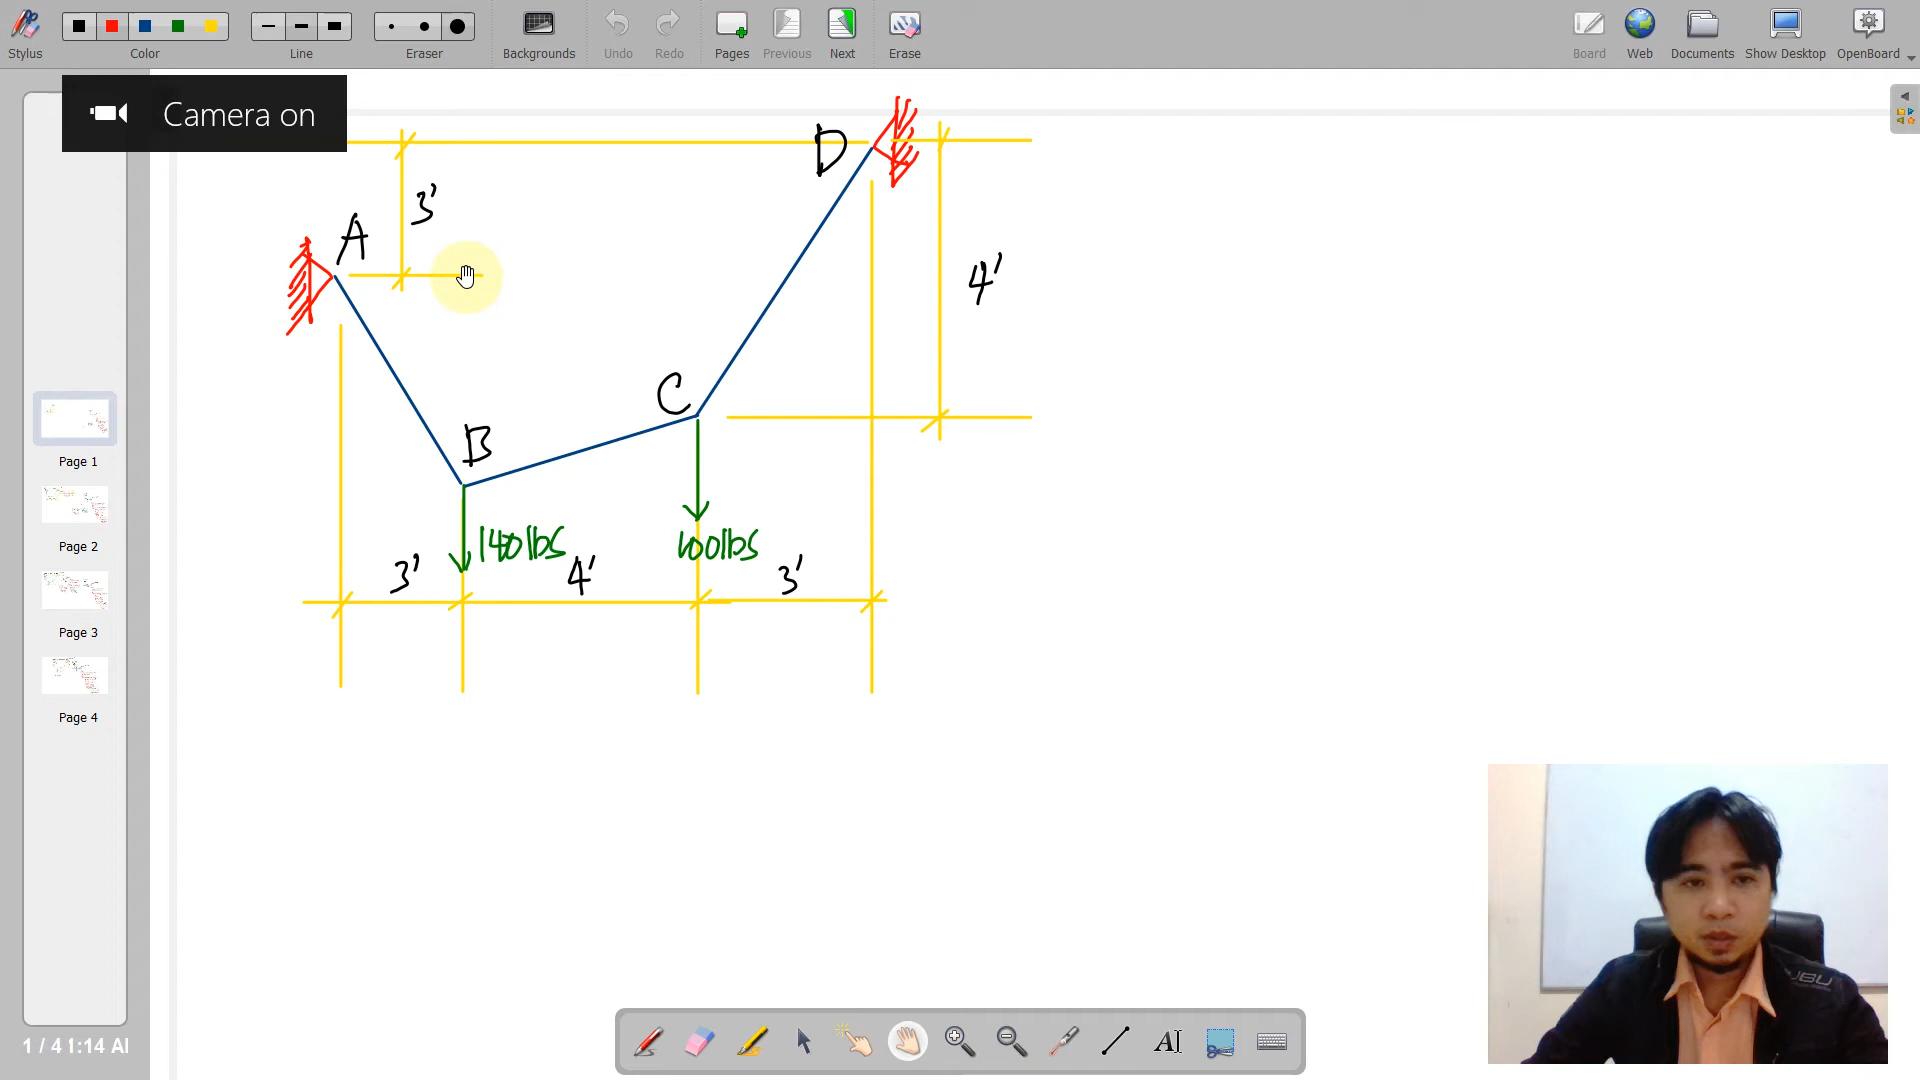 Stylus
Color
Line
Eraser
Backgrounds
Undo
Redo
Pages
Previous
Next
Erase
Board
Web
Documents
Show Desktop
OpenBoard
Camera on
D
3'
A
4'
C
B
140lbs
100lbs
3'
4'
3'
Page 1
Page 2
Page 3
Page 4
1 / 4 1:14 AI
AI
UBU